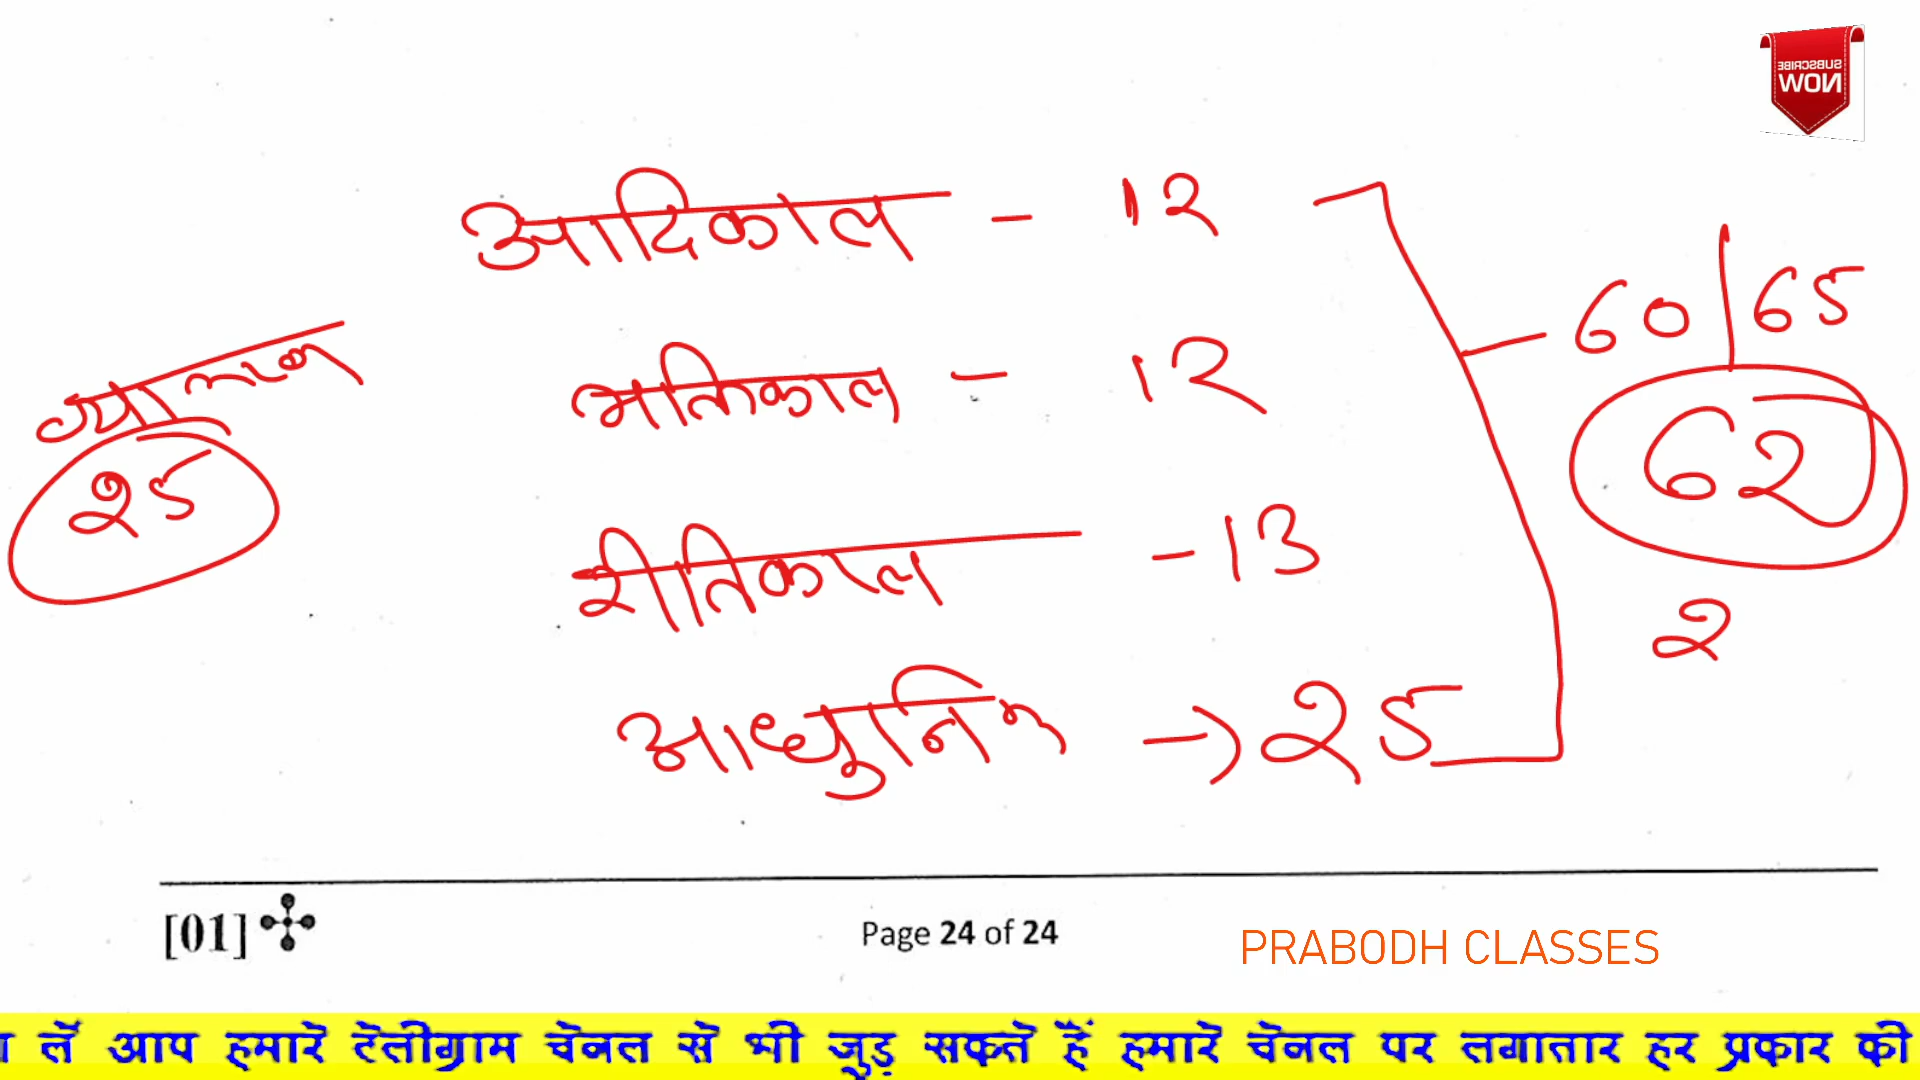 SUBSCRIBE
NOW
आदिकाल - 12
60 | 65
व्याकरण
25
भक्तिकाल - 12
62
रीतिकाल - 13
2
आधुनिक → 25
[01]
Page 24 of 24
PRABODH CLASSES
लें आप हमारे टेलीग्राम चेनल से भी जुड़ सकते हैं हमारे चेनल पर लगातार हर प्रकार की